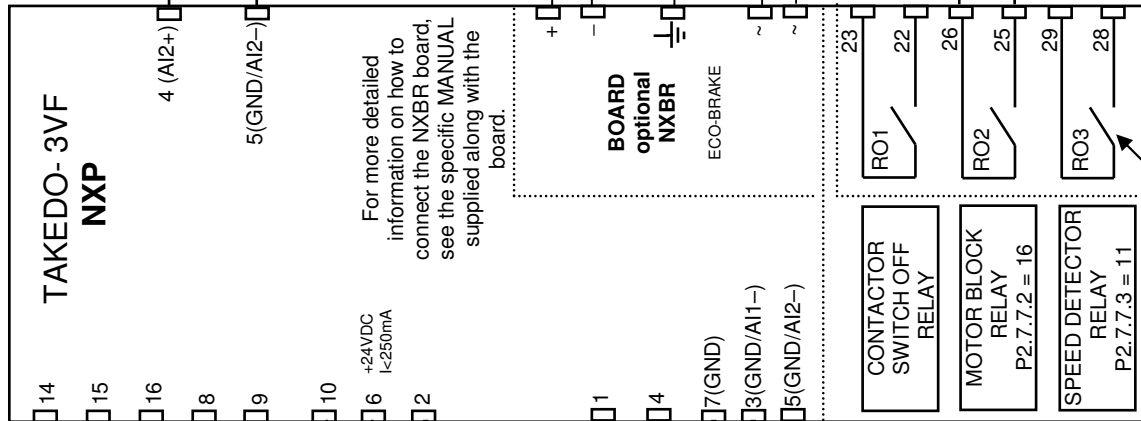 TAKEDO- 3VF
NXP
4 (AI2+)
5(GND/AI2–)
For more detailed
information on how to
connect the NXBR board,
see the specific MANUAL
supplied along with the
board.
+
–
~
~
BOARD
optional
NXBR
ECO-BRAKE
14
15
16
8
9
10
6
+24VDC
I<250mA
2
1
4
7(GND)
3(GND/AI1–)
5(GND/AI2–)
23
22
26
25
29
28
RO1
RO2
RO3
CONTACTOR
SWITCH OFF
RELAY
MOTOR BLOCK
RELAY
P2.7.7.2 = 16
SPEED DETECTOR
RELAY
P2.7.7.3 = 11